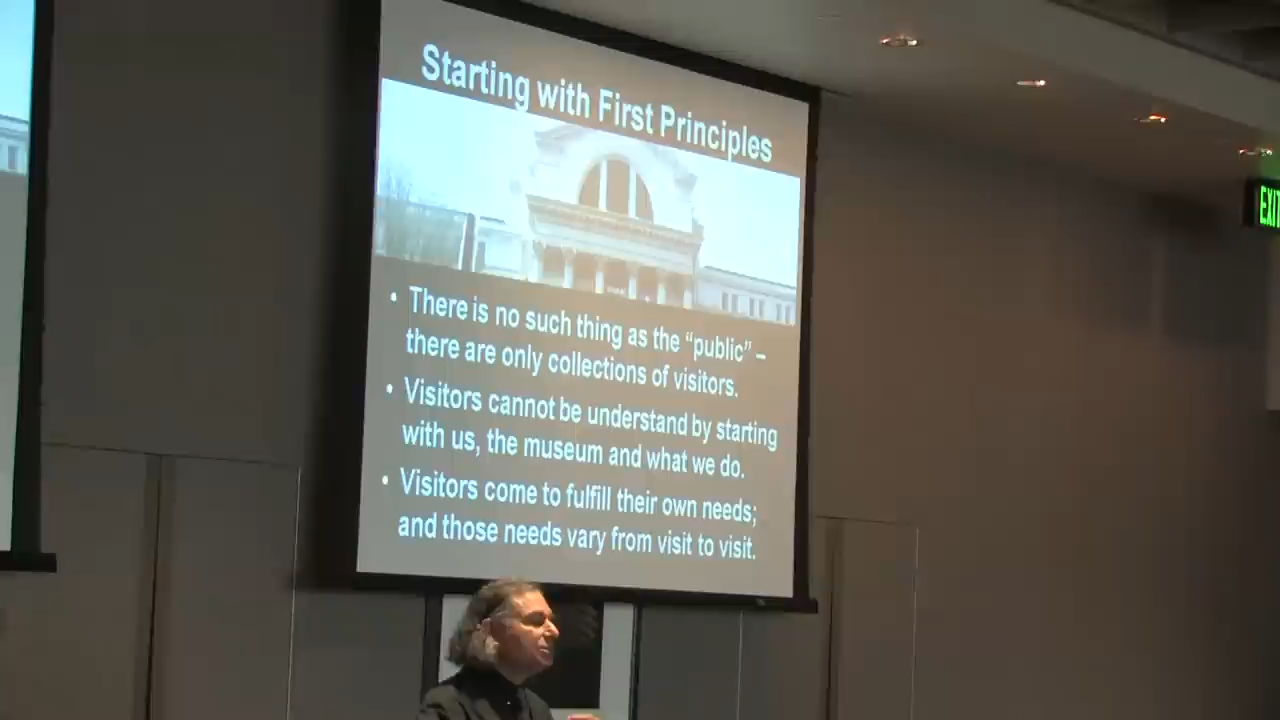 Starting with First Principles
• There is no such thing as the “public” –
there are only collections of visitors.
• Visitors cannot be understand by starting
with us, the museum and what we do.
• Visitors come to fulfill their own needs;
and those needs vary from visit to visit.
EXIT